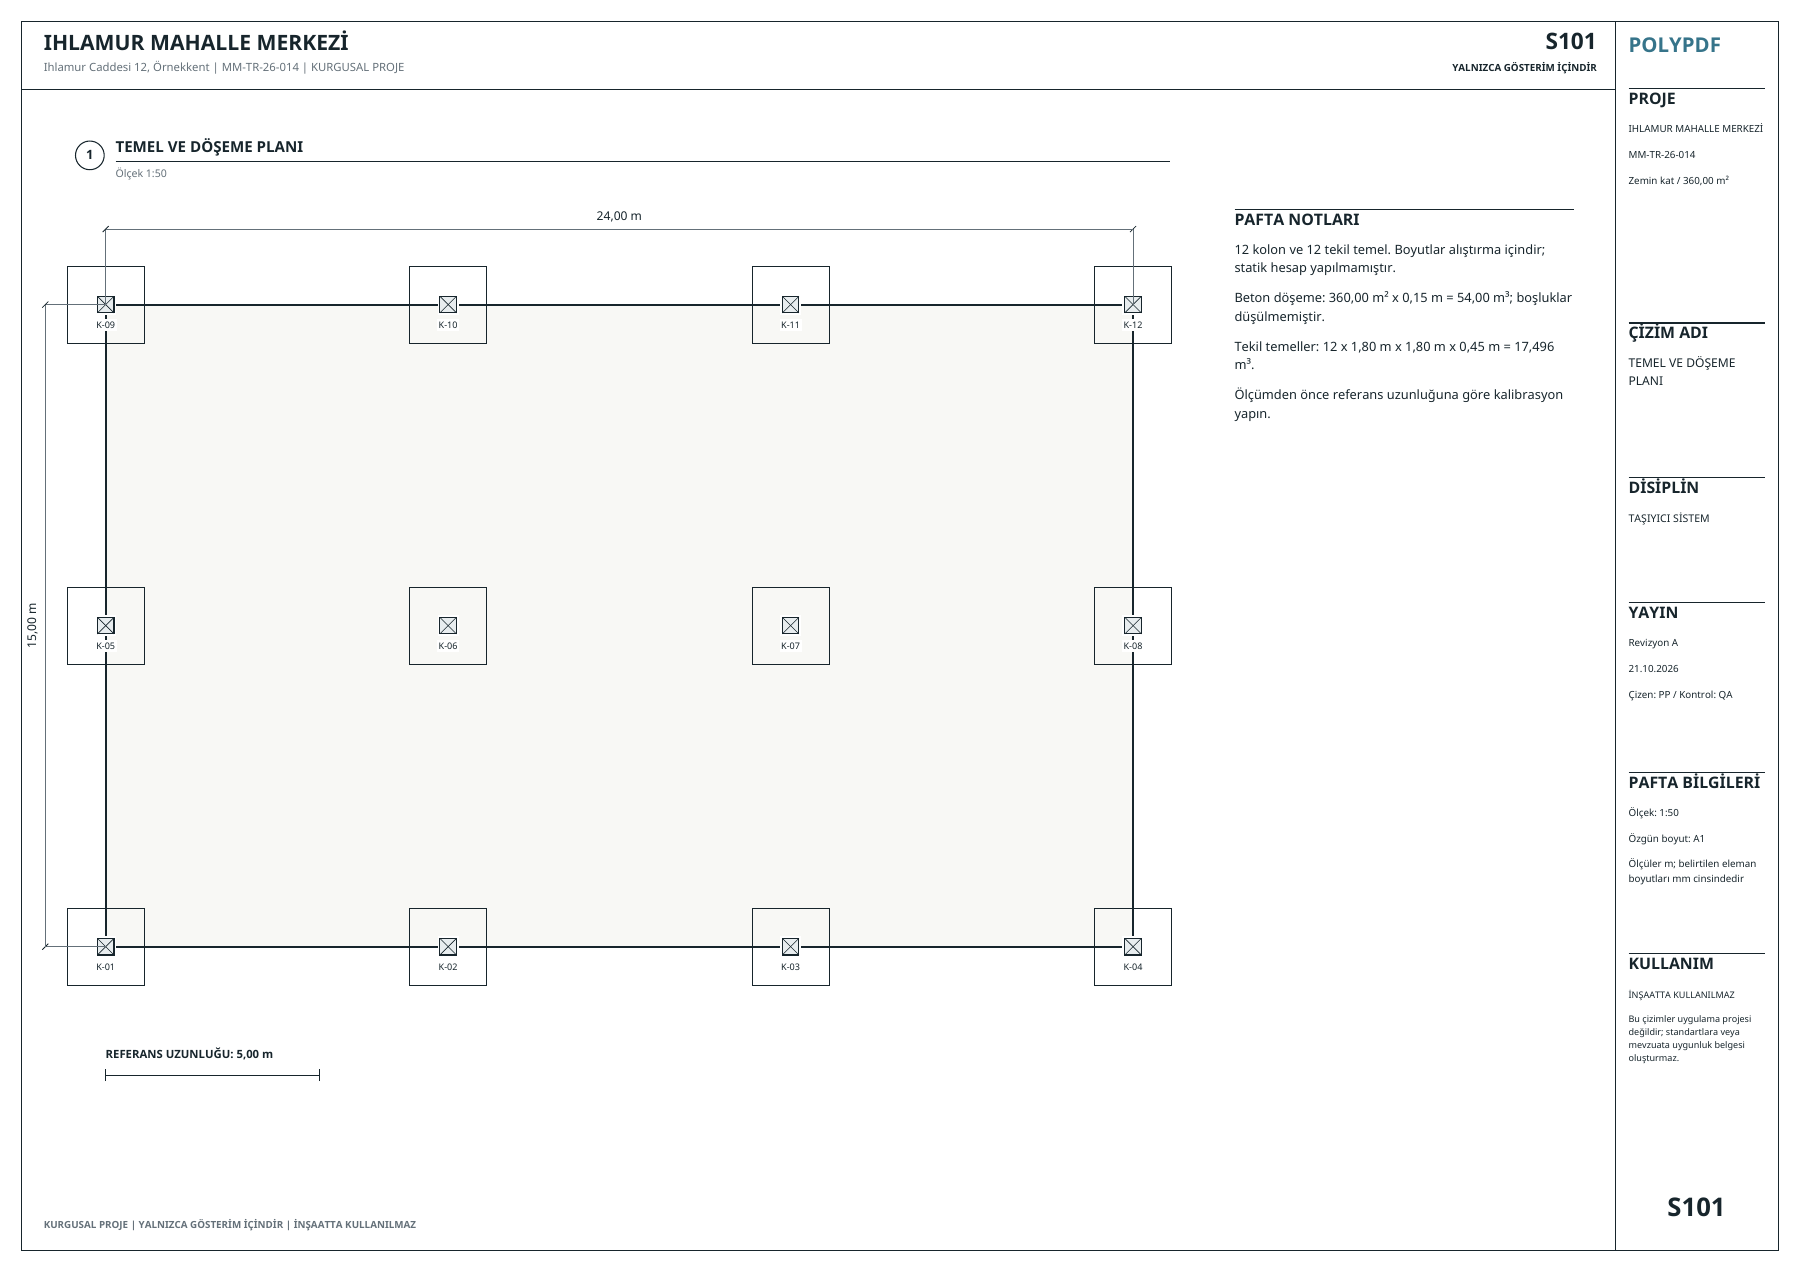 IHLAMUR MAHALLE MERKEZİ
Ihlamur Caddesi 12, Örnekkent | MM-TR-26-014 | KURGUSAL PROJE
S101
YALNIZCA GÖSTERİM İÇİNDİR
1
TEMEL VE DÖŞEME PLANI
Ölçek 1:50
24,00 m
15,00 m
K-09
K-10
K-11
K-12
K-05
K-06
K-07
K-08
K-01
K-02
K-03
K-04
REFERANS UZUNLUĞU: 5,00 m
PAFTA NOTLARI
12 kolon ve 12 tekil temel. Boyutlar alıştırma içindir;
statik hesap yapılmamıştır.
Beton döşeme: 360,00 m² x 0,15 m = 54,00 m³; boşluklar
düşülmemiştir.
Tekil temeller: 12 x 1,80 m x 1,80 m x 0,45 m = 17,496
m³.
Ölçümden önce referans uzunluğuna göre kalibrasyon
yapın.
POLYPDF
PROJE
IHLAMUR MAHALLE MERKEZİ
MM-TR-26-014
Zemin kat / 360,00 m²
ÇİZİM ADI
TEMEL VE DÖŞEME
PLANI
DİSİPLİN
TAŞIYICI SİSTEM
YAYIN
Revizyon A
21.10.2026
Çizen: PP / Kontrol: QA
PAFTA BİLGİLERİ
Ölçek: 1:50
Özgün boyut: A1
Ölçüler m; belirtilen eleman
boyutları mm cinsindedir
KULLANIM
İNŞAATTA KULLANILMAZ
Bu çizimler uygulama projesi
değildir; standartlara veya
mevzuata uygunluk belgesi
oluşturmaz.
S101
KURGUSAL PROJE | YALNIZCA GÖSTERİM İÇİNDİR | İNŞAATTA KULLANILMAZ